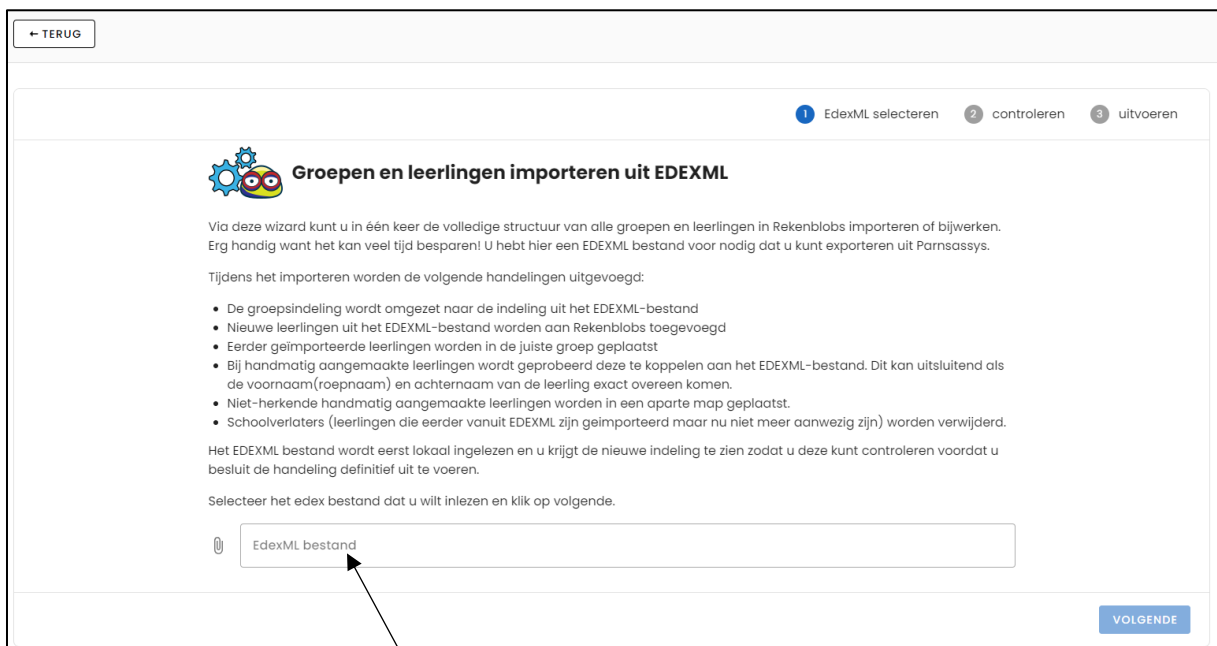 ← TERUG
1 EdexML selecteren 2 controleren 3 uitvoeren
Groepen en leerlingen importeren uit EDEXML
Via deze wizard kunt u in één keer de volledige structuur van alle groepen en leerlingen in Rekenblobs importeren of bijwerken.
Erg handig want het kan veel tijd besparen! U hebt hier een EDEXML bestand voor nodig dat u kunt exporteren uit Parnsassys.
Tijdens het importeren worden de volgende handelingen uitgevoegd:
• De groepsindeling wordt omgezet naar de indeling uit het EDEXML-bestand
• Nieuwe leerlingen uit het EDEXML-bestand worden aan Rekenblobs toegevoegd
• Eerder geïmporteerde leerlingen worden in de juiste groep geplaatst
• Bij handmatig aangemaakte leerlingen wordt geprobeerd deze te koppelen aan het EDEXML-bestand. Dit kan uitsluitend als
de voornaam(roepnaam) en achternaam van de leerling exact overeen komen.
• Niet-herkende handmatig aangemaakte leerlingen worden in een aparte map geplaatst.
• Schoolverlaters (leerlingen die eerder vanuit EDEXML zijn geimporteerd maar nu niet meer aanwezig zijn) worden verwijderd.
Het EDEXML bestand wordt eerst lokaal ingelezen en u krijgt de nieuwe indeling te zien zodat u deze kunt controleren voordat u
besluit de handeling definitief uit te voeren.
Selecteer het edex bestand dat u wilt inlezen en klik op volgende.
EdexML bestand
VOLGENDE